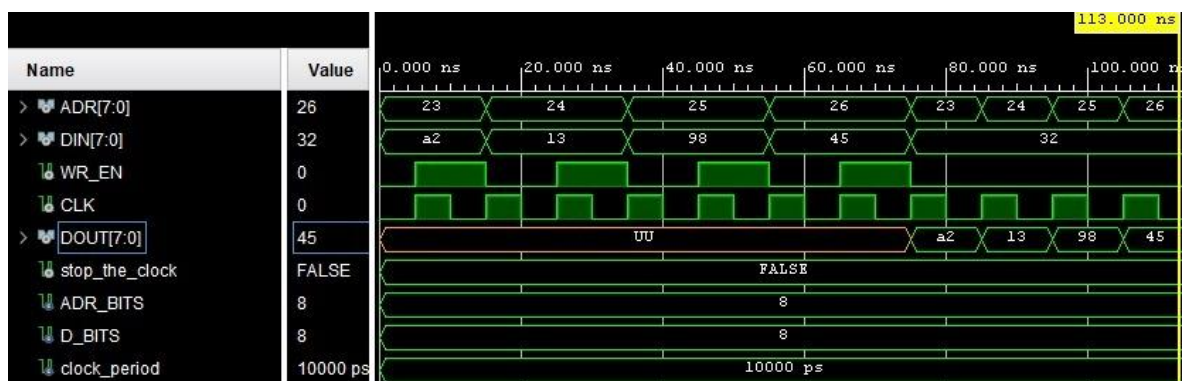 113.000 ns
Name Value 0.000 ns 20.000 ns 40.000 ns 60.000 ns 80.000 ns 100.000 n
ADR[7:0] 26 23 24 25 26 23 24 25 26
DIN[7:0] 32 a2 13 98 45 32
WR_EN 0
CLK 0
DOUT[7:0] 45 UU a2 13 98 45
stop_the_clock FALSE FALSE
ADR_BITS 8 8
D_BITS 8 8
clock_period 10000 ps 10000 ps